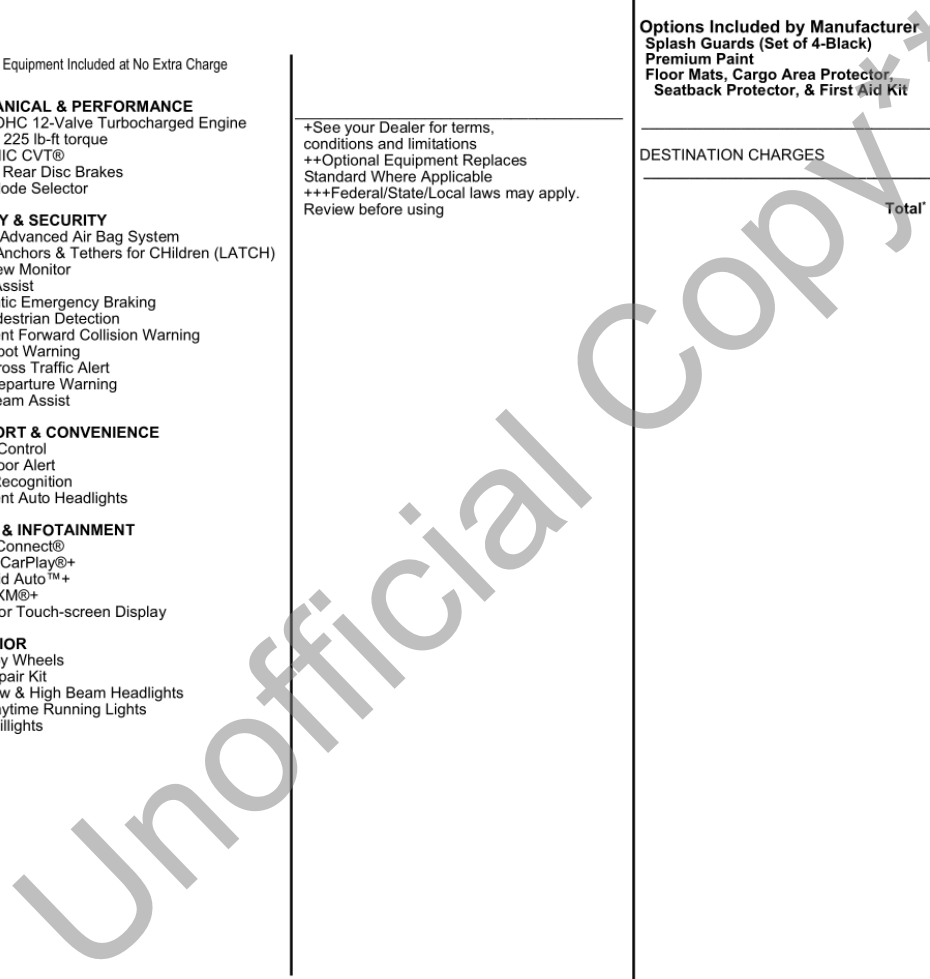 Equipment Included at No Extra Charge
ANICAL & PERFORMANCE
OHC 12-Valve Turbocharged Engine
225 lb-ft torque
IC CVT®
Rear Disc Brakes
ode Selector
Y & SECURITY
Advanced Air Bag System
Anchors & Tethers for CHildren (LATCH)
ew Monitor
Assist
tic Emergency Braking
destrian Detection
nt Forward Collision Warning
pot Warning
ross Traffic Alert
eparture Warning
eam Assist
ORT & CONVENIENCE
Control
oor Alert
Recognition
nt Auto Headlights
& INFOTAINMENT
Connect®
CarPlay®+
id Auto™+
XM®+
or Touch-screen Display
IOR
y Wheels
pair Kit
w & High Beam Headlights
aytime Running Lights
illights
+See your Dealer for terms,
conditions and limitations
++Optional Equipment Replaces
Standard Where Applicable
+++Federal/State/Local laws may apply.
Review before using
Options Included by Manufacturer
Splash Guards (Set of 4-Black)
Premium Paint
Floor Mats, Cargo Area Protector,
Seatback Protector, & First Aid Kit
DESTINATION CHARGES
Total*
Unofficial Copy**